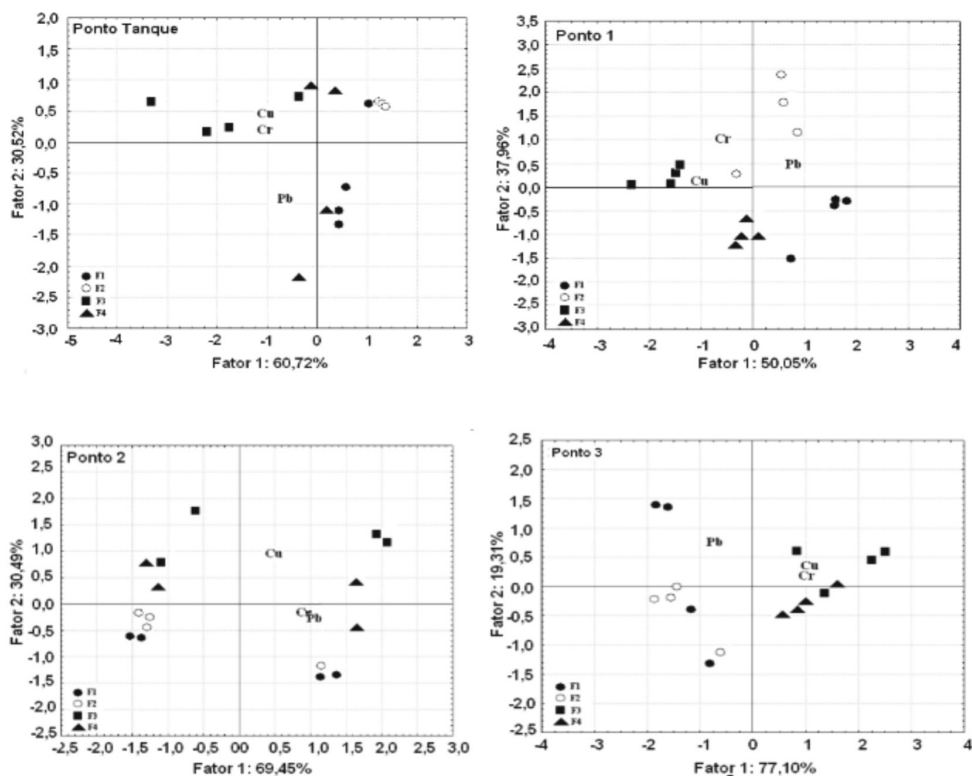 Ponto Tanque
Fator 2: 30,52%
2,0
1,5
1,0
0,5
0,0
-0,5
-1,0
-1,5
-2,0
-2,5
-3,0
Cu
Cr
Pb
F1
F2
F3
F4
-5 -4 -3 -2 -1 0 1 2 3
Fator 1: 60,72%
Ponto 1
Fator 2: 37,96%
3,5
3,0
2,5
2,0
1,5
1,0
0,5
0,0
-0,5
-1,0
-1,5
-2,0
-2,5
3,0
3,5
Cr
Pb
Cu
F1
F2
F3
F4
-4 -3 -2 -1 0 1 2 3 4
Fator 1: 50,05%
Ponto 2
Fator 2: 30,49%
3,0
2,5
2,0
1,5
1,0
0,5
0,0
-0,5
-1,0
-1,5
-2,0
-2,5
Cu
Cr
Pb
F1
F2
F3
F4
-2,5 -2,0 -1,5 -1,0 -0,5 00 0,5 1,0 1,5 2,0 2,5 3,0
Fator 1: 69,45%
Ponto 3
Fator 2: 19,31%
2,5
2,0
1,5
1,0
0,5
0,0
-0,5
-1,0
-1,5
-2,0
-2,5
Pb
Cu
Cr
F1
F2
F3
F4
-4 -3 -2 -1 0 1 2 3 4
Fator 1: 77,10%